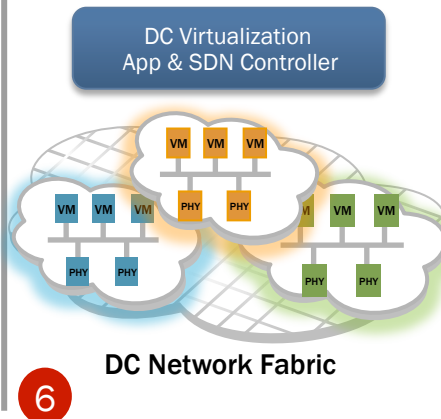 DC Virtualization
App & SDN Controller
VM VM VM
PHY PHY
VM VM VM
PHY PHY
VM VM VM
PHY PHY
DC Network Fabric
6